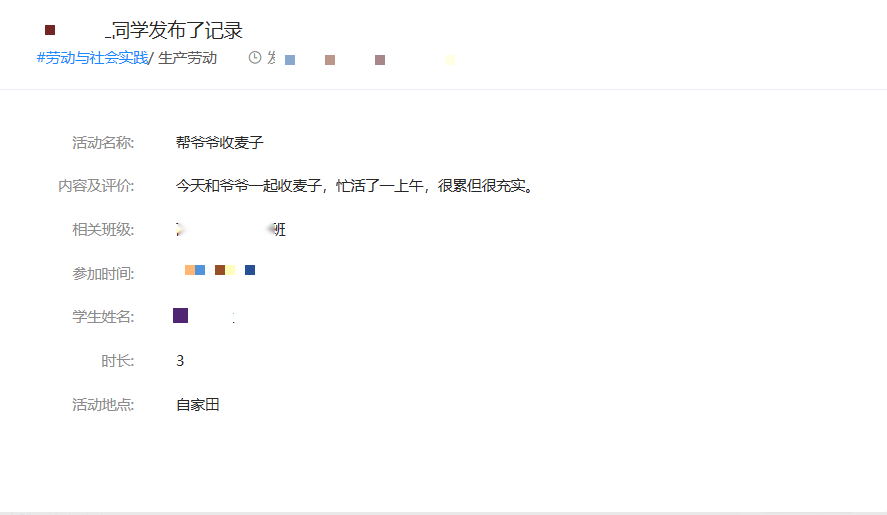 同学发布了记录
#劳动与社会实践/ 生产劳动
活动名称: 帮爷爷收麦子
内容及评价: 今天和爷爷一起收麦子，忙活了一上午，很累但很充实。
相关班级: 班
参加时间:
学生姓名:
时长: 3
活动地点: 自家田